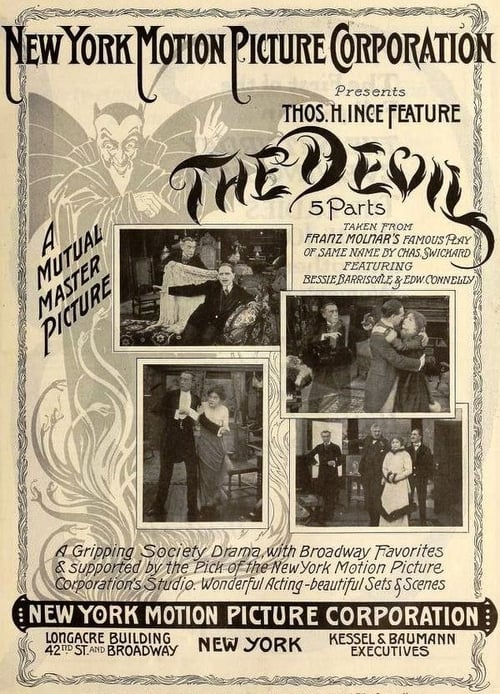 NEW YORK MOTION PICTURE CORPORATION
Presents
THOS. H. INCE FEATURE
THE DEVIL
5 Parts
TAKEN FROM
FRANZ MOLNAR'S FAMOUS PLAY
OF SAME NAME BY CHAS. SWICKARD
FEATURING
BESSIE BARRISCALE & EDW. CONNELLY
A
MUTUAL
MASTER
PICTURE
A Gripping Society Drama, with Broadway Favorites
& supported by the Pick of the New York Motion Picture
Corporation's Studio. Wonderful Acting-beautiful Sets & Scenes
NEW YORK MOTION PICTURE CORPORATION
LONGACRE BUILDING
42ND ST. AND BROADWAY
NEW YORK
KESSEL & BAUMANN
EXECUTIVES